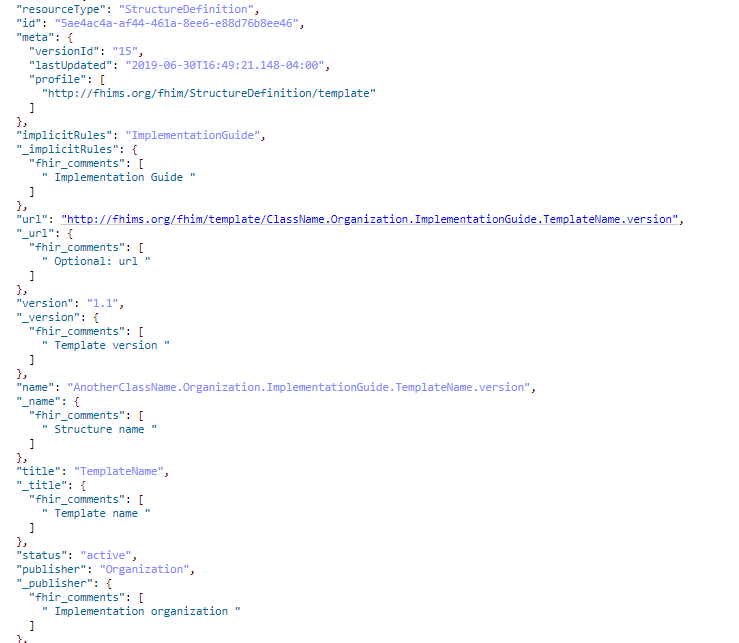 "resourceType": "StructureDefinition",
"id": "5ae4ac4a-af44-461a-8ee6-e88d76b8ee46",
"meta": {
"versionId": "15",
"lastUpdated": "2019-06-30T16:49:21.148-04:00",
"profile": [
"http://fhims.org/fhim/StructureDefinition/template"
]
},
"implicitRules": "ImplementationGuide",
"_implicitRules": {
"fhir_comments": [
" Implementation Guide "
]
},
"url": "http://fhims.org/fhim/template/ClassName.Organization.ImplementationGuide.TemplateName.version",
"_url": {
"fhir_comments": [
" Optional: url "
]
},
"version": "1.1",
"_version": {
"fhir_comments": [
" Template version "
]
},
"name": "AnotherClassName.Organization.ImplementationGuide.TemplateName.version",
"_name": {
"fhir_comments": [
" Structure name "
]
},
"title": "TemplateName",
"_title": {
"fhir_comments": [
" Template name "
]
},
"status": "active",
"publisher": "Organization",
"_publisher": {
"fhir_comments": [
" Implementation organization "
]
},